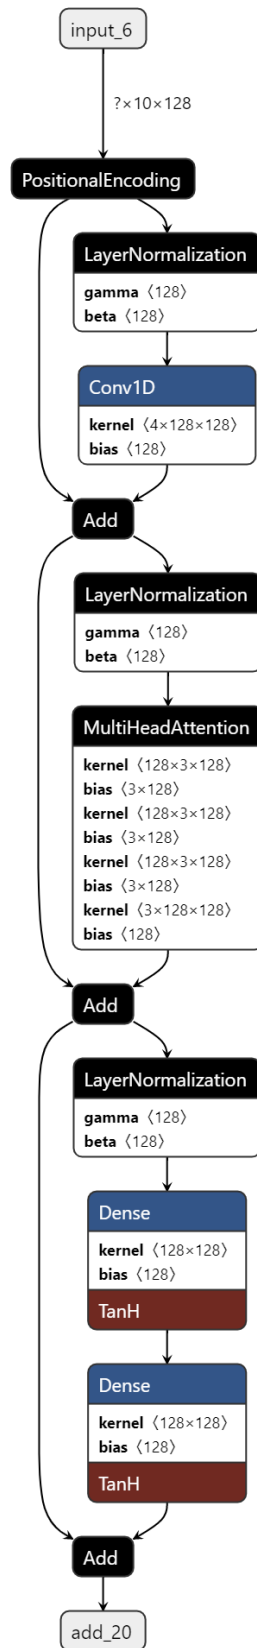 input_6
?×10×128
PositionalEncoding
LayerNormalization
gamma ⟨128⟩
beta ⟨128⟩
Conv1D
kernel ⟨4×128×128⟩
bias ⟨128⟩
Add
LayerNormalization
gamma ⟨128⟩
beta ⟨128⟩
MultiHeadAttention
kernel ⟨128×3×128⟩
bias ⟨3×128⟩
kernel ⟨128×3×128⟩
bias ⟨3×128⟩
kernel ⟨128×3×128⟩
bias ⟨3×128⟩
kernel ⟨3×128×128⟩
bias ⟨128⟩
Add
LayerNormalization
gamma ⟨128⟩
beta ⟨128⟩
Dense
kernel ⟨128×128⟩
bias ⟨128⟩
TanH
Dense
kernel ⟨128×128⟩
bias ⟨128⟩
TanH
Add
add_20